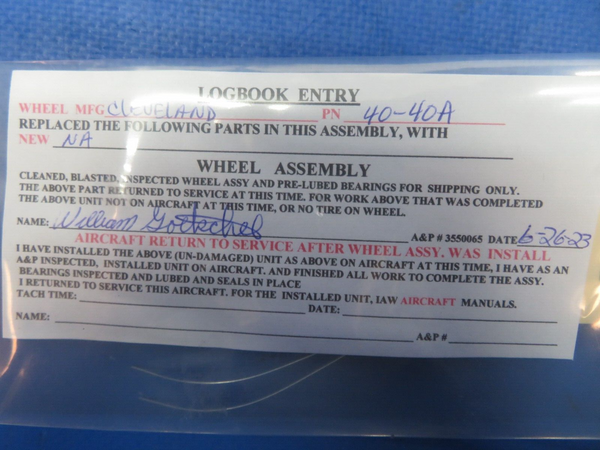 LOGBOOK ENTRY
WHEEL MFG CLEVELAND PN 40-40A
REPLACED THE FOLLOWING PARTS IN THIS ASSEMBLY, WITH
NEW NA
WHEEL ASSEMBLY
CLEANED, BLASTED, INSPECTED WHEEL ASSY AND PRE-LUBED BEARINGS FOR SHIPPING ONLY.
THE ABOVE PART RETURNED TO SERVICE AT THIS TIME. FOR WORK ABOVE THAT WAS COMPLETED
THE ABOVE UNIT NOT ON AIRCRAFT AT THIS TIME, OR NO TIRE ON WHEEL.
NAME: William Gottschel A&P # 3550065 DATE 6-26-23
AIRCRAFT RETURN TO SERVICE AFTER WHEEL ASSY. WAS INSTALL
I HAVE INSTALLED THE ABOVE (UN-DAMAGED) UNIT AS ABOVE ON AIRCRAFT AT THIS TIME, I HAVE AS AN
A&P INSPECTED, INSTALLED UNIT ON AIRCRAFT. AND FINISHED ALL WORK TO COMPLETE THE ASSY.
BEARINGS INSPECTED AND LUBED AND SEALS IN PLACE
I RETURNED TO SERVICE THIS AIRCRAFT. FOR THE INSTALLED UNIT, IAW AIRCRAFT MANUALS.
TACH TIME: DATE:
NAME: A&P #